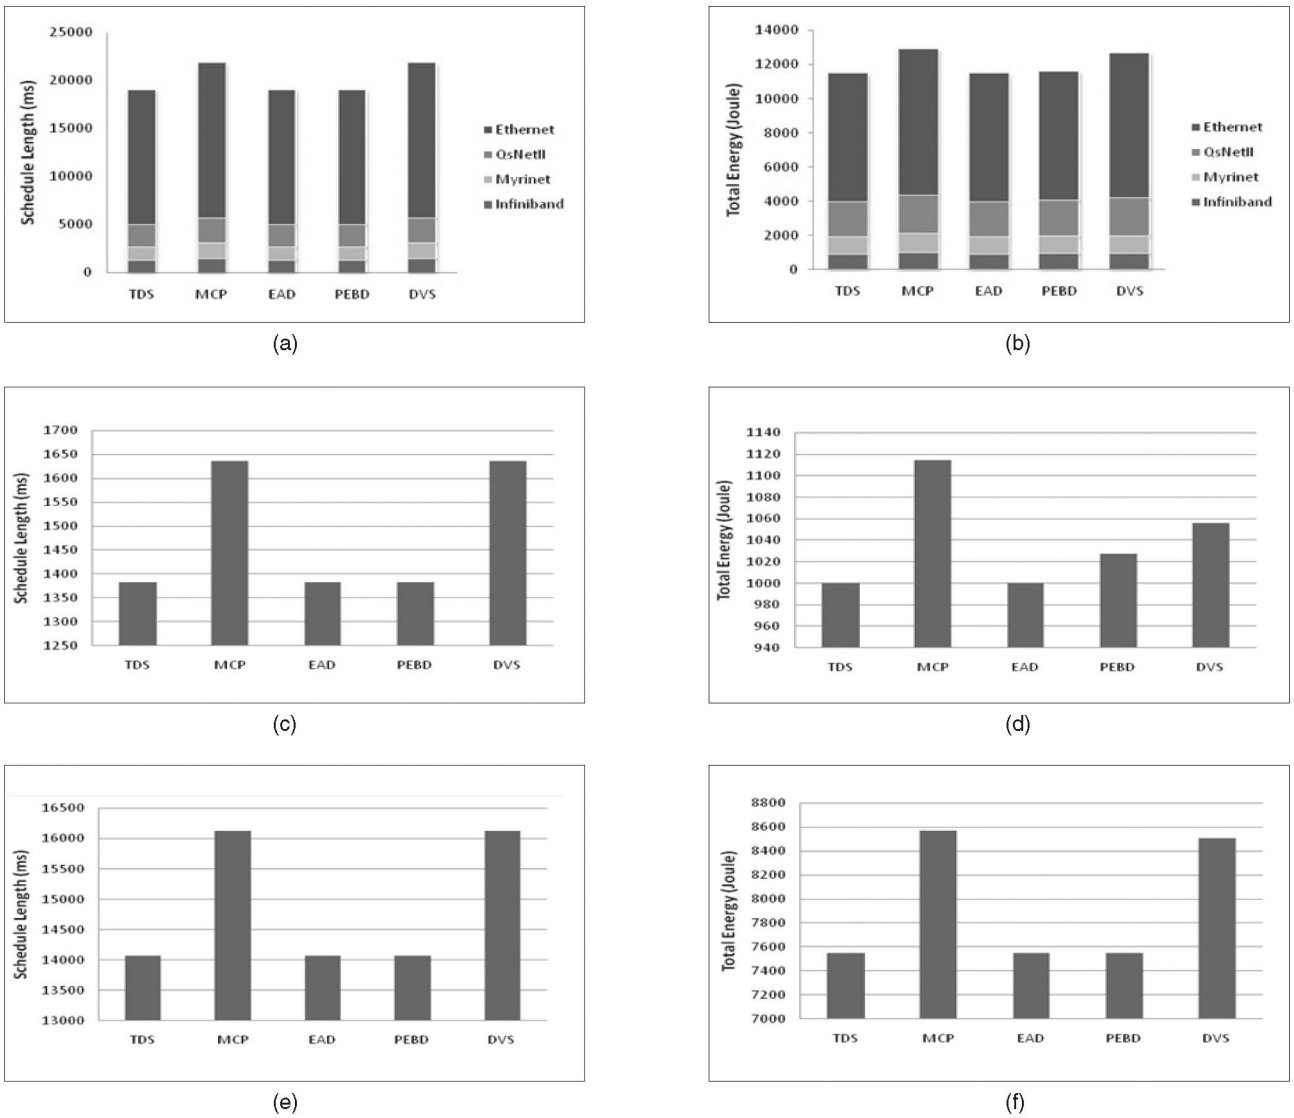 25000
20000
15000
10000
5000
0
Schedule Length (ms)
TDS MCP EAD PEBD DVS
Ethernet
QsNetII
Myrinet
Infiniband
(a)
14000
12000
10000
8000
6000
4000
2000
0
Total Energy (Joule)
TDS MCP EAD PEBD DVS
Ethernet
QsNetII
Myrinet
Infiniband
(b)
1700
1650
1600
1550
1500
1450
1400
1350
1300
1250
Schedule Length (ms)
TDS MCP EAD PEBD DVS
(c)
1140
1120
1100
1080
1060
1040
1020
1000
980
960
940
Total Energy (Joule)
TDS MCP EAD PEBD DVS
(d)
16500
16000
15500
15000
14500
14000
13500
13000
Schedule Length (ms)
TDS MCP EAD PEBD DVS
(e)
8800
8600
8400
8200
8000
7800
7600
7400
7200
7000
Total Energy (Joule)
TDS MCP EAD PEBD DVS
(f)